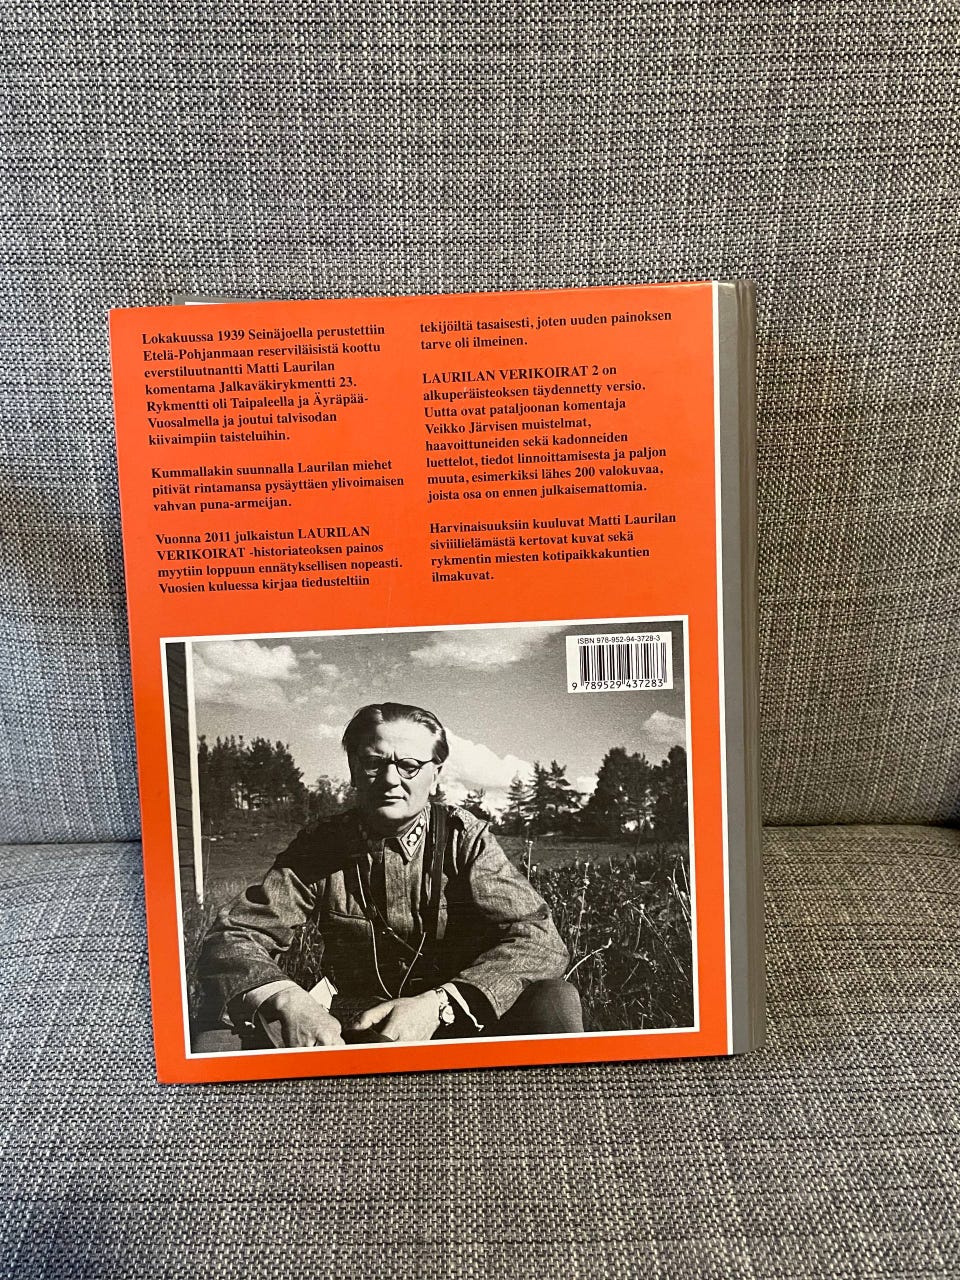 Lokakuussa 1939 Seinäjoella perustettiin
Etelä-Pohjanmaan reserviläisistä koottu
everstiluutnantti Matti Laurilan
komentama Jalkaväkirykmentti 23.
Rykmentti oli Taipaleella ja Äyräpää-
Vuosalmella ja joutui talvisodan
kiivaimpiin taisteluihin.
Kummallakin suunnalla Laurilan miehet
pitivät rintamansa pysäyttäen ylivoimaisen
vahvan puna-armeijan.
Vuonna 2011 julkaistun LAURILAN
VERIKOIRAT -historiateoksen painos
myytiin loppuun ennätyksellisen nopeasti.
Vuosien kuluessa kirjaa tiedusteltiin
tekijöiltä tasaisesti, joten uuden painoksen
tarve oli ilmeinen.
LAURILAN VERIKOIRAT 2 on
alkuperäisteoksen täydennetty versio.
Uutta ovat pataljoonan komentaja
Veikko Järvisen muistelmat,
haavoittuneiden sekä kadonneiden
luettelot, tiedot linnoittamisesta ja paljon
muuta, esimerkiksi lähes 200 valokuvaa,
joista osa on ennen julkaisemattomia.
Harvinaisuuksiin kuuluvat Matti Laurilan
siviiilielämästä kertovat kuvat sekä
rykmentin miesten kotipaikkakuntien
ilmakuvat.
ISBN 978-952-94-3728-3
9 789529 437283